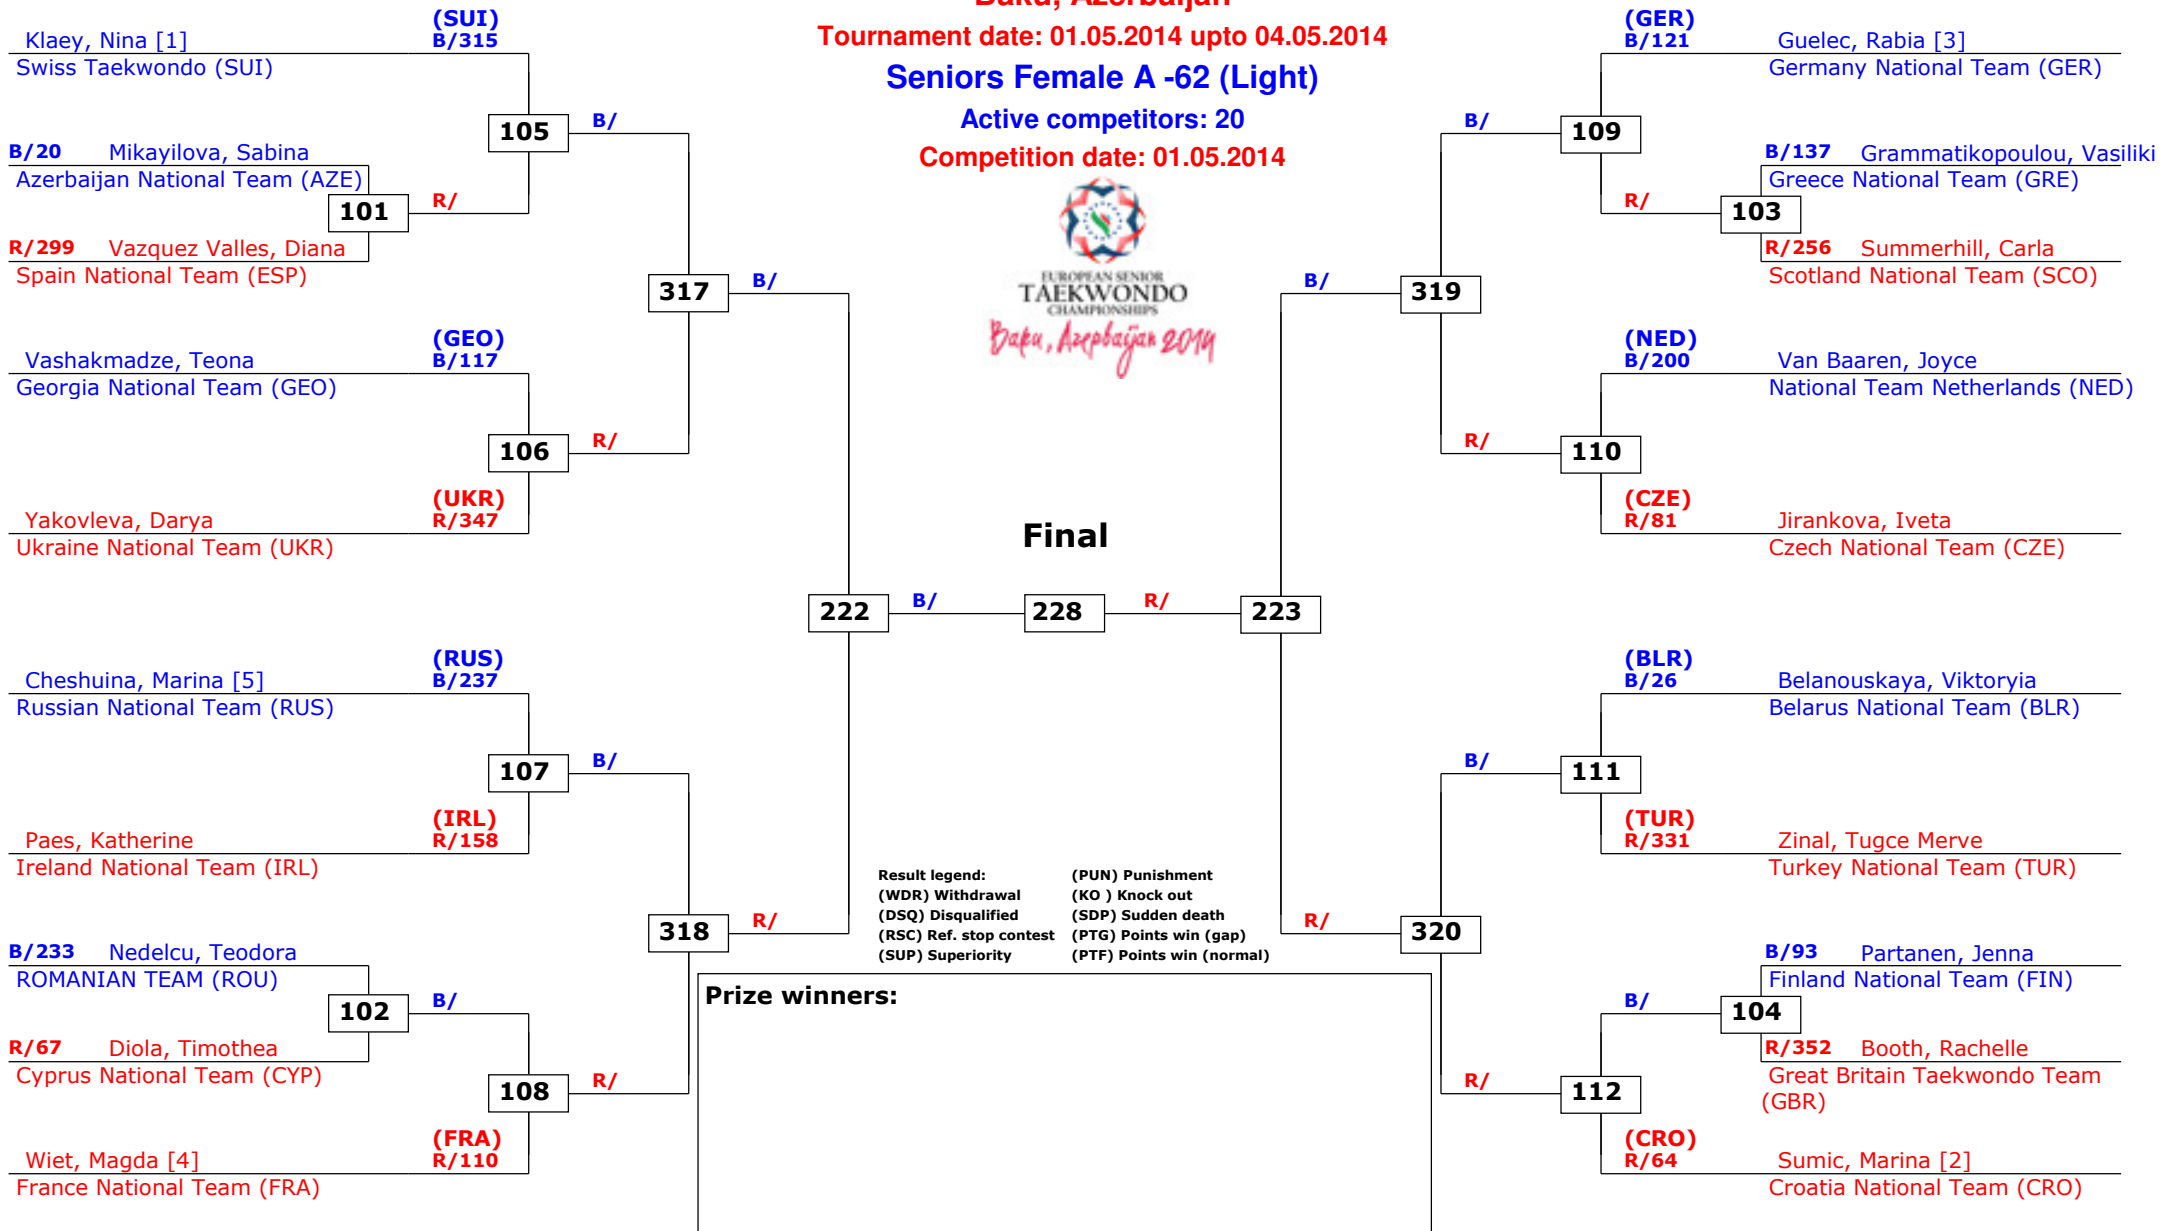 Baku, Azerbaijan
Tournament date: 01.05.2014 upto 04.05.2014
Seniors Female A -62 (Light)
Active competitors: 20
Competition date: 01.05.2014
EUROPEAN SENIOR
TAEKWONDO
CHAMPIONSHIPS
Baku, Azerbaijan 2014
(SUI)
Klaey, Nina [1] B/315
Swiss Taekwondo (SUI)
105 B/
B/20 Mikayilova, Sabina
Azerbaijan National Team (AZE)
101 R/
R/299 Vazquez Valles, Diana
Spain National Team (ESP)
317 B/
(GEO)
Vashakmadze, Teona B/117
Georgia National Team (GEO)
106 R/
(UKR)
Yakovleva, Darya R/347
Ukraine National Team (UKR)
Final
222 B/ 228 R/ 223
(RUS)
Cheshuina, Marina [5] B/237
Russian National Team (RUS)
107 B/
(IRL)
Paes, Katherine R/158
Ireland National Team (IRL)
318 R/
B/233 Nedelcu, Teodora
ROMANIAN TEAM (ROU)
102 B/
R/67 Diola, Timothea
Cyprus National Team (CYP)
108 R/
(FRA)
Wiet, Magda [4] R/110
France National Team (FRA)
(GER)
B/121 Guelec, Rabia [3]
Germany National Team (GER)
B/ 109
B/137 Grammatikopoulou, Vasiliki
Greece National Team (GRE)
R/ 103
R/256 Summerhill, Carla
Scotland National Team (SCO)
B/ 319
(NED)
B/200 Van Baaren, Joyce
National Team Netherlands (NED)
R/ 110
(CZE)
R/81 Jirankova, Iveta
Czech National Team (CZE)
(BLR)
B/26 Belanouskaya, Viktoryia
Belarus National Team (BLR)
B/ 111
(TUR)
R/331 Zinal, Tugce Merve
Turkey National Team (TUR)
R/ 320
B/93 Partanen, Jenna
Finland National Team (FIN)
B/ 104
R/352 Booth, Rachelle
Great Britain Taekwondo Team
(GBR)
R/ 112
(CRO)
R/64 Sumic, Marina [2]
Croatia National Team (CRO)
Result legend: (PUN) Punishment
(WDR) Withdrawal (KO ) Knock out
(DSQ) Disqualified (SDP) Sudden death
(RSC) Ref. stop contest (PTG) Points win (gap)
(SUP) Superiority (PTF) Points win (normal)
Prize winners: